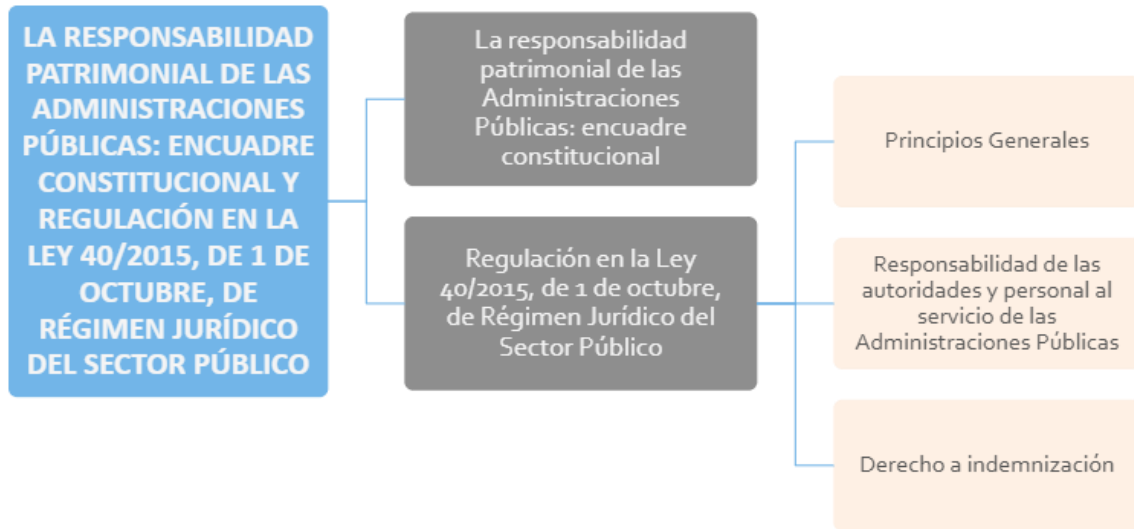 LA RESPONSABILIDAD
PATRIMONIAL DE LAS
ADMINISTRACIONES
PÚBLICAS: ENCUADRE
CONSTITUCIONAL Y
REGULACIÓN EN LA
LEY 40/2015, DE 1 DE
OCTUBRE, DE
RÉGIMEN JURÍDICO
DEL SECTOR PÚBLICO
La responsabilidad
patrimonial de las
Administraciones
Públicas: encuadre
constitucional
Regulación en la Ley
40/2015, de 1 de octubre,
de Régimen Jurídico del
Sector Público
Principios Generales
Responsabilidad de las
autoridades y personal al
servicio de las
Administraciones Públicas
Derecho a indemnización